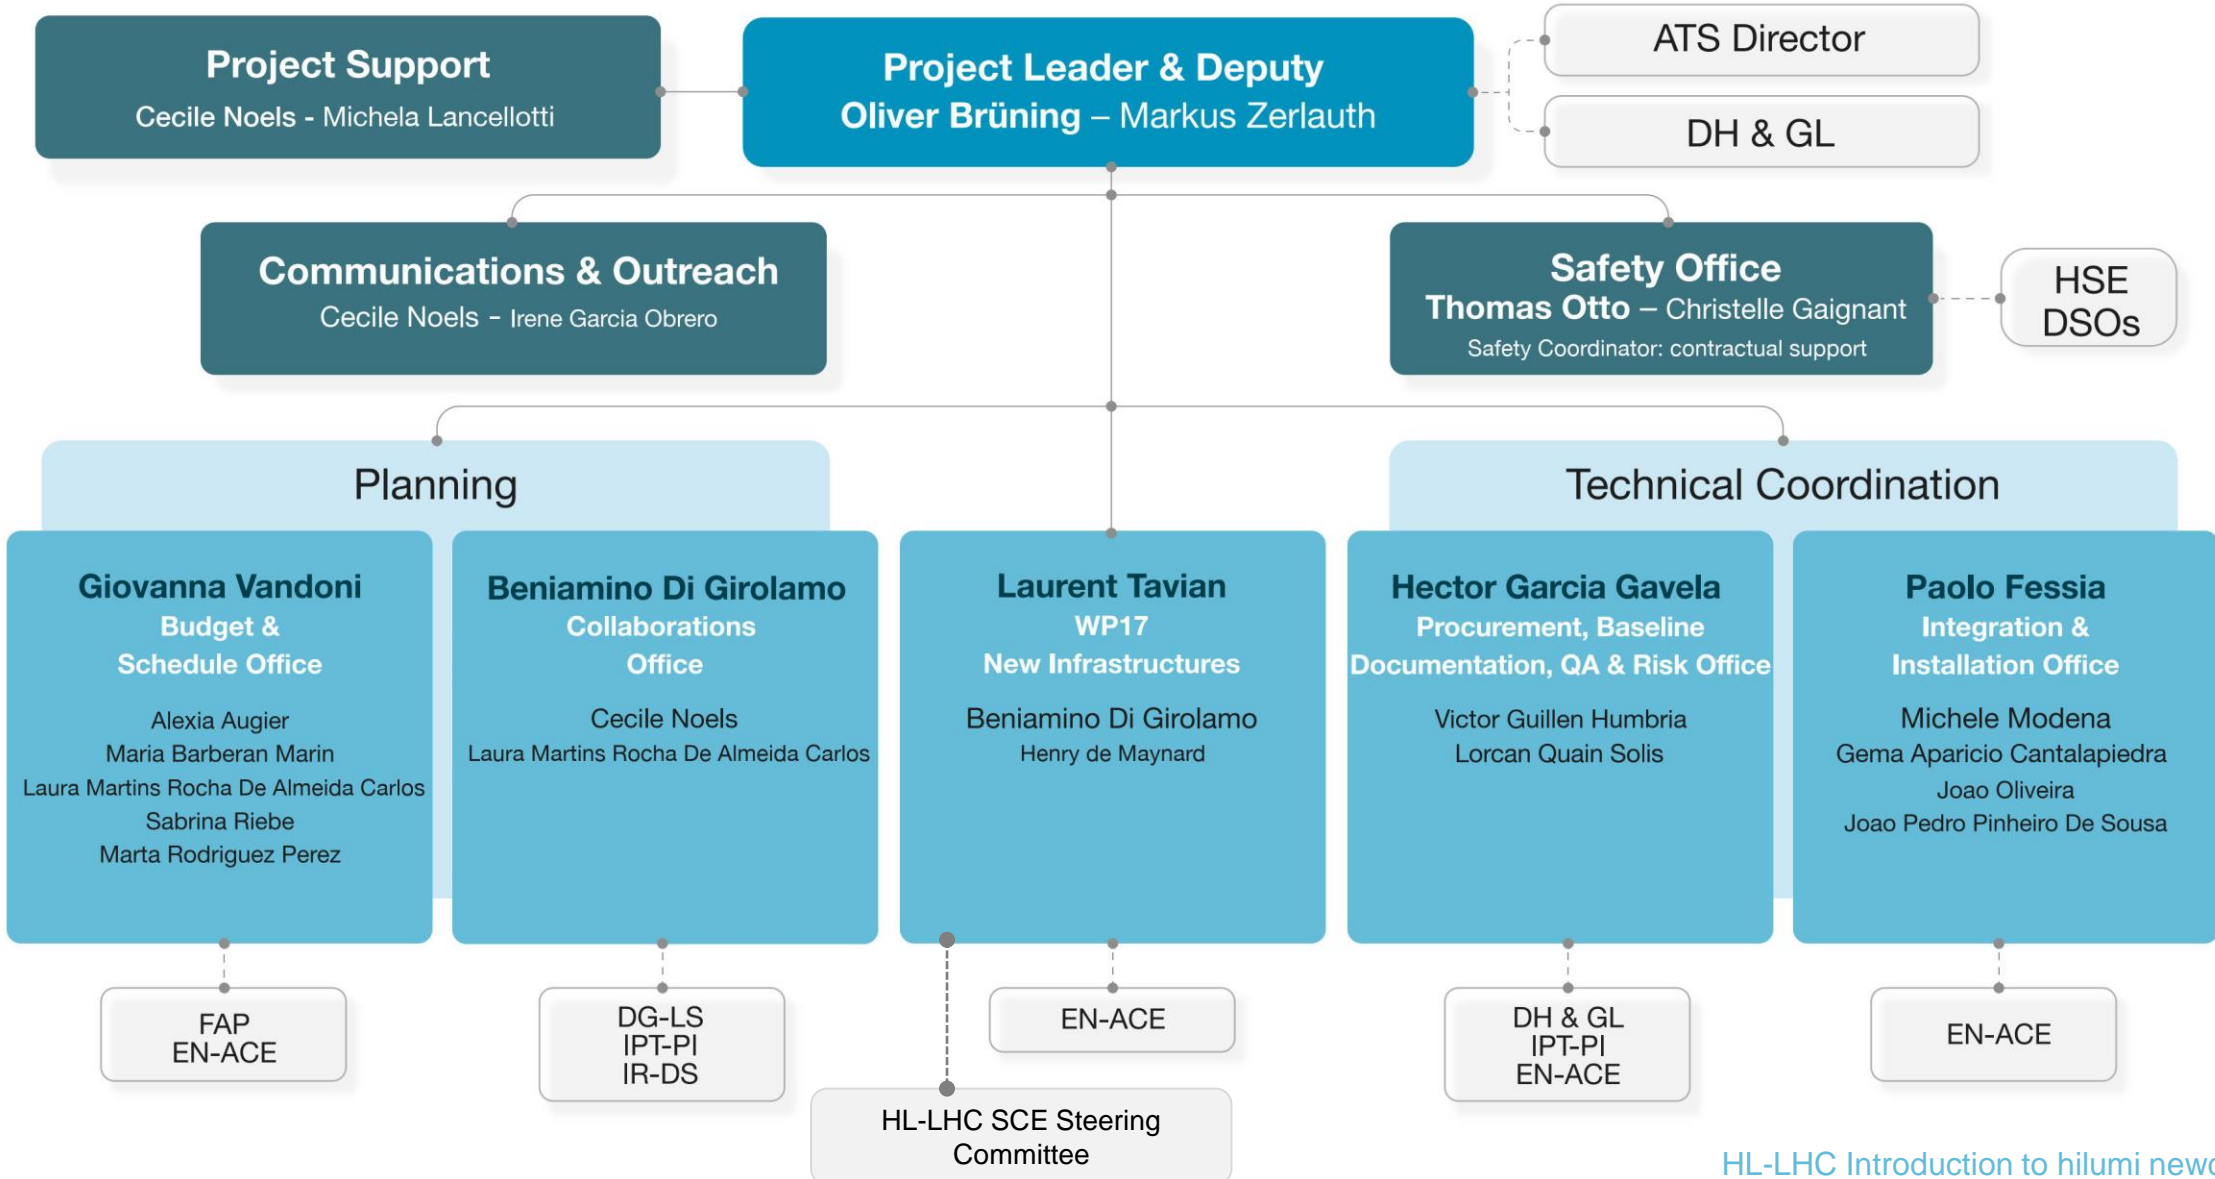 Project Support
Cecile Noels - Michela Lancellotti
Project Leader & Deputy
Oliver Brüning – Markus Zerlauth
ATS Director
DH & GL
Communications & Outreach
Cecile Noels - Irene Garcia Obrero
Safety Office
Thomas Otto – Christelle Gaignant
Safety Coordinator: contractual support
HSE
DSOs
Planning
Technical Coordination
Giovanna Vandoni
Budget &
Schedule Office
Alexia Augier
Maria Barberan Marin
Laura Martins Rocha De Almeida Carlos
Sabrina Riebe
Marta Rodriguez Perez
Beniamino Di Girolamo
Collaborations
Office
Cecile Noels
Laura Martins Rocha De Almeida Carlos
Laurent Tavian
WP17
New Infrastructures
Beniamino Di Girolamo
Henry de Maynard
Hector Garcia Gavela
Procurement, Baseline
Documentation, QA & Risk Office
Victor Guillen Humbria
Lorcan Quain Solis
Paolo Fessia
Integration &
Installation Office
Michele Modena
Gema Aparicio Cantalapiedra
Joao Oliveira
Joao Pedro Pinheiro De Sousa
FAP
EN-ACE
DG-LS
IPT-PI
IR-DS
EN-ACE
DH & GL
IPT-PI
EN-ACE
EN-ACE
HL-LHC SCE Steering
Committee
HL-LHC Introduction to hilumi